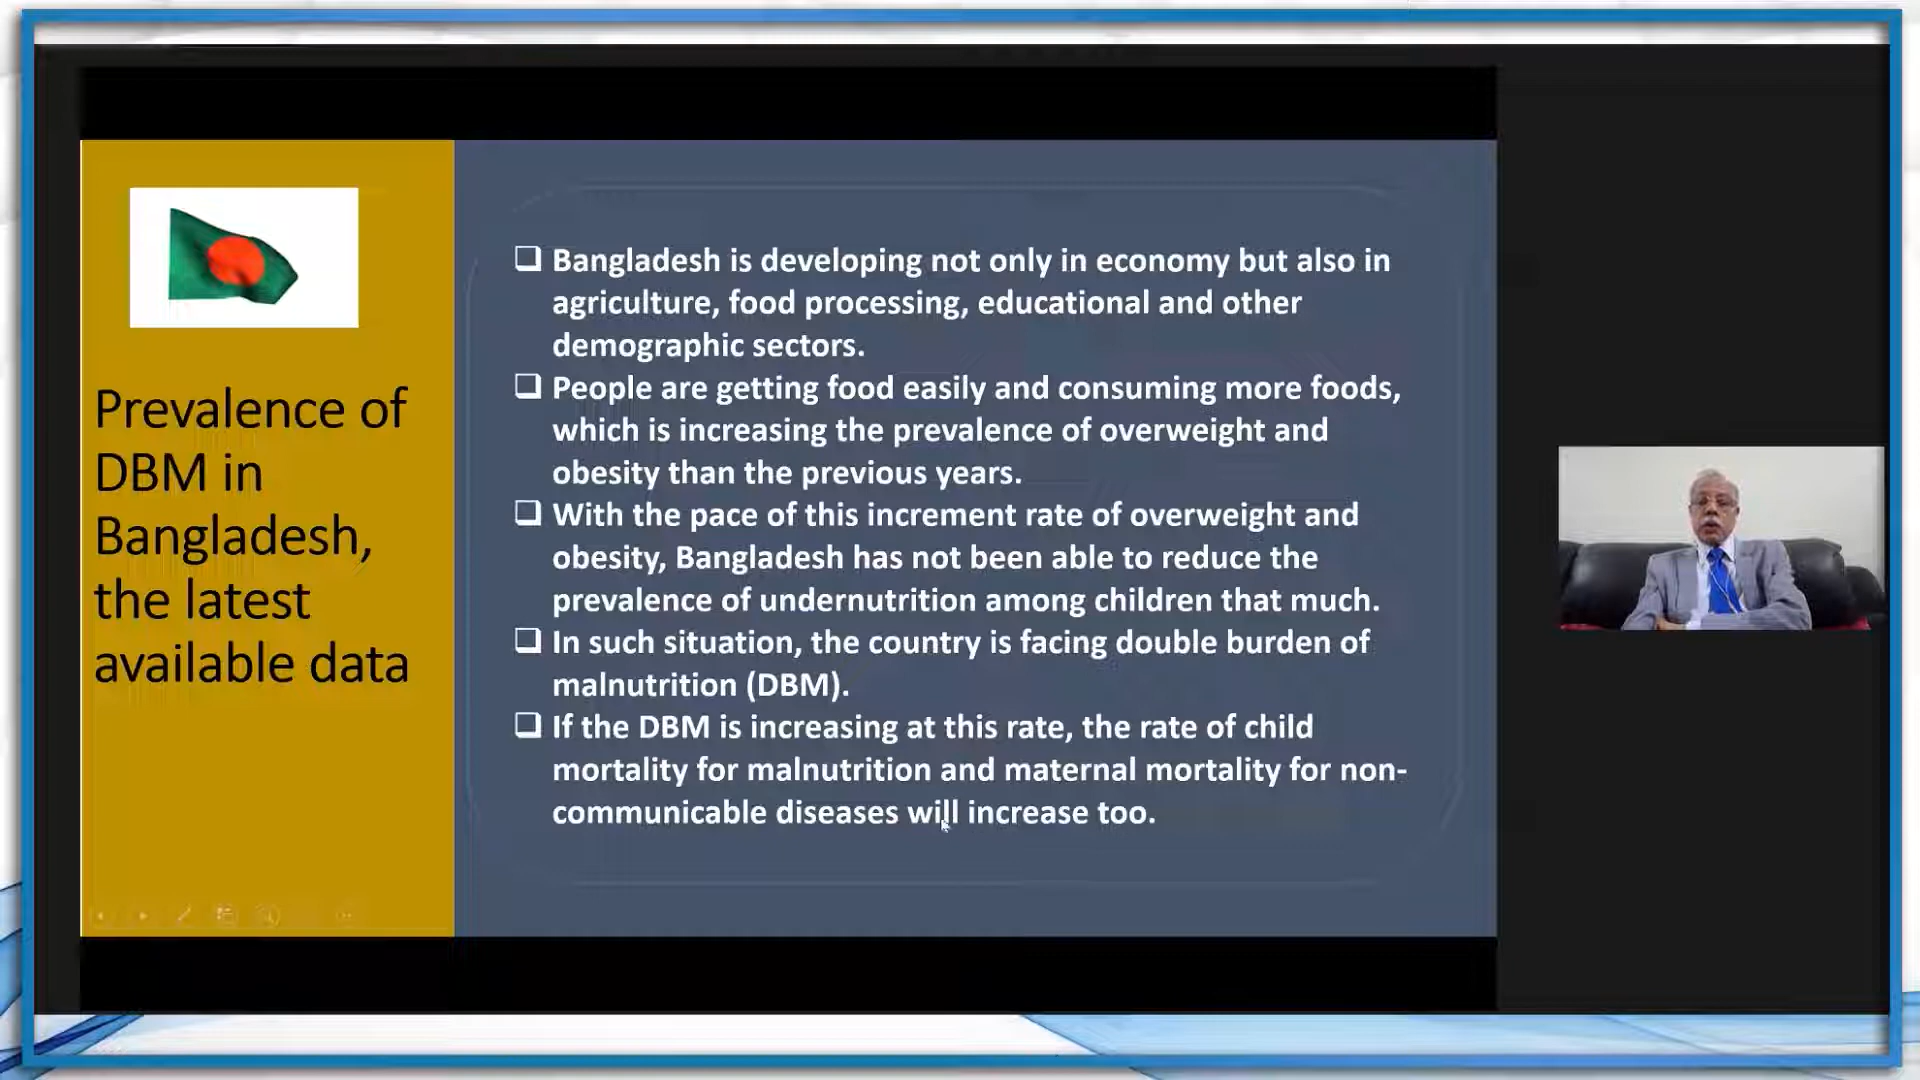 Prevalence of
DBM in
Bangladesh,
the latest
available data
❑ Bangladesh is developing not only in economy but also in
agriculture, food processing, educational and other
demographic sectors.
❑ People are getting food easily and consuming more foods,
which is increasing the prevalence of overweight and
obesity than the previous years.
❑ With the pace of this increment rate of overweight and
obesity, Bangladesh has not been able to reduce the
prevalence of undernutrition among children that much.
❑ In such situation, the country is facing double burden of
malnutrition (DBM).
❑ If the DBM is increasing at this rate, the rate of child
mortality for malnutrition and maternal mortality for non-
communicable diseases will increase too.